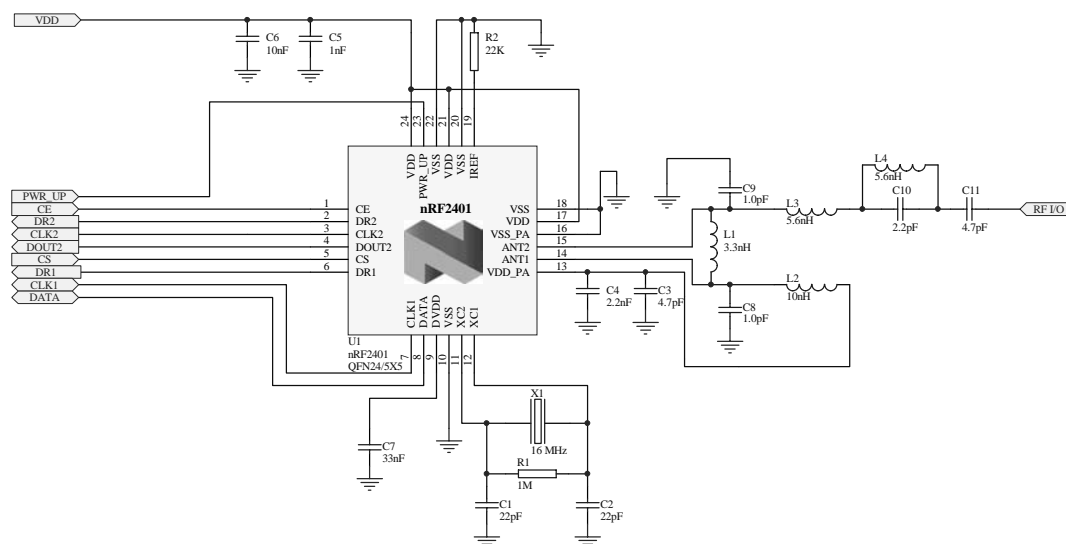 VDD
C6
10nF
C5
1nF
R2
22K
24
23
22
21
20
19
VDD
PWR_UP
VSS
VDD
VSS
IREF
nRF2401
PWR_UP
CE
DR2
CLK2
DOUT2
CS
DR1
CLK1
DATA
1
2
3
4
5
6
CE
DR2
CLK2
DOUT2
CS
DR1
VSS
VDD
VSS_PA
ANT2
ANT1
VDD_PA
18
17
16
15
14
13
C9
1.0pF
L4
5.6nH
L3
5.6nH
C10
2.2pF
C11
4.7pF
RF I/O
L1
3.3nH
C4
2.2nF
C3
4.7pF
L2
10nH
C8
1.0pF
CLK1
DATA
DVDD
VSS
XC2
XC1
U1
nRF2401
QFN24/5X5
7
8
9
10
11
12
C7
33nF
X1
16 MHz
R1
1M
C1
22pF
C2
22pF